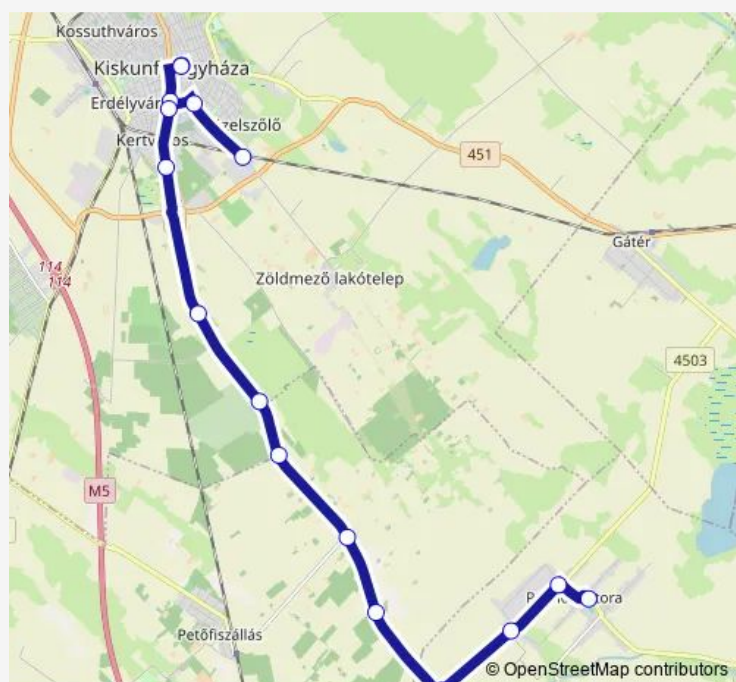 Kossuthváros
Kiskunf gyháza
Erdélyvár
zelszőlő
Kertv os
451
Gátér
114
114
Zöldmező lakótelep
4503
M5
P tora
Petőfiszállás
© OpenStreetMap contributors